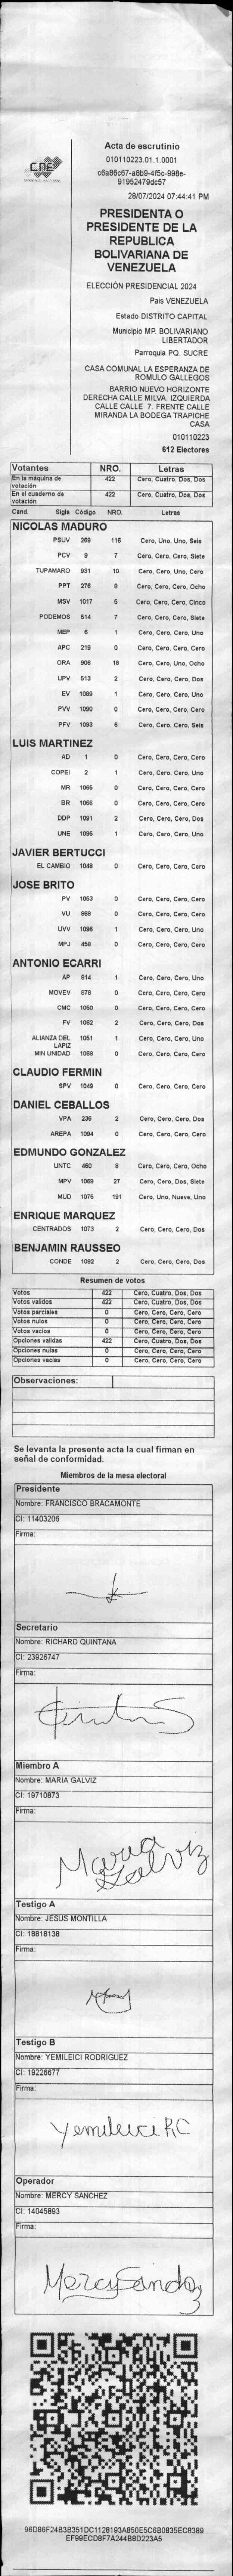 CNE
Acta de escrutinio
010110223.01.1.0001
c6a86c67-a8b9-4f5c-998e-
91952479dc57
28/07/2024 07:44:41 PM
PRESIDENTA O
PRESIDENTE DE LA
REPUBLICA
BOLIVARIANA DE
VENEZUELA
ELECCIÓN PRESIDENCIAL 2024
Pais VENEZUELA
Estado DISTRITO CAPITAL
Municipio MP. BOLIVARIANO
LIBERTADOR
Parroquia PQ. SUCRE
CASA COMUNAL LA ESPERANZA DE
ROMULO GALLEGOS
BARRIO NUEVO HORIZONTE
DERECHA CALLE MILVA. IZQUIERDA
CALLE CALLE 7. FRENTE CALLE
MIRANDA LA BODEGA TRAPICHE
CASA
010110223
612 Electores
Votantes NRO. Letras
En la máquina de votación 422 Cero, Cuatro, Dos, Dos
En el cuaderno de votación 422 Cero, Cuatro, Dos, Dos
Cand. Sigla Código NRO. Letras
NICOLAS MADURO
PSUV 269 116 Cero, Uno, Uno, Seis
PCV 9 7 Cero, Cero, Cero, Siete
TUPAMARO 931 10 Cero, Cero, Uno, Cero
PPT 276 8 Cero, Cero, Cero, Ocho
MSV 1017 5 Cero, Cero, Cero, Cinco
PODEMOS 514 7 Cero, Cero, Cero, Siete
MEP 6 1 Cero, Cero, Cero, Uno
APC 219 0 Cero, Cero, Cero, Cero
ORA 906 18 Cero, Cero, Uno, Ocho
UPV 513 2 Cero, Cero, Cero, Dos
EV 1089 1 Cero, Cero, Cero, Uno
PVV 1090 0 Cero, Cero, Cero, Cero
PFV 1093 6 Cero, Cero, Cero, Seis
LUIS MARTINEZ
AD 1 0 Cero, Cero, Cero, Cero
COPEI 2 1 Cero, Cero, Cero, Uno
MR 1065 0 Cero, Cero, Cero, Cero
BR 1066 0 Cero, Cero, Cero, Cero
DDP 1091 2 Cero, Cero, Cero, Dos
UNE 1095 1 Cero, Cero, Cero, Uno
JAVIER BERTUCCI
EL CAMBIO 1048 0 Cero, Cero, Cero, Cero
JOSE BRITO
PV 1053 0 Cero, Cero, Cero, Cero
VU 868 0 Cero, Cero, Cero, Cero
UVV 1096 1 Cero, Cero, Cero, Uno
MPJ 458 0 Cero, Cero, Cero, Cero
ANTONIO ECARRI
AP 814 1 Cero, Cero, Cero, Uno
MOVEV 676 0 Cero, Cero, Cero, Cero
CMC 1050 0 Cero, Cero, Cero, Cero
FV 1062 2 Cero, Cero, Cero, Dos
ALIANZA DEL LAPIZ 1051 1 Cero, Cero, Cero, Uno
MIN UNIDAD 1068 0 Cero, Cero, Cero, Cero
CLAUDIO FERMIN
SPV 1049 0 Cero, Cero, Cero, Cero
DANIEL CEBALLOS
VPA 236 2 Cero, Cero, Cero, Dos
AREPA 1094 0 Cero, Cero, Cero, Cero
EDMUNDO GONZALEZ
UNTC 460 8 Cero, Cero, Cero, Ocho
MPV 1069 27 Cero, Cero, Dos, Siete
MUD 1075 191 Cero, Uno, Nueve, Uno
ENRIQUE MARQUEZ
CENTRADOS 1073 2 Cero, Cero, Cero, Dos
BENJAMIN RAUSSEO
CONDE 1092 2 Cero, Cero, Cero, Dos
Resumen de votos
Votos 422 Cero, Cuatro, Dos, Dos
Votos validos 422 Cero, Cuatro, Dos, Dos
Votos parciales 0 Cero, Cero, Cero, Cero
Votos nulos 0 Cero, Cero, Cero, Cero
Votos vacios 0 Cero, Cero, Cero, Cero
Opciones validas 422 Cero, Cuatro, Dos, Dos
Opciones nulas 0 Cero, Cero, Cero, Cero
Opciones vacias 0 Cero, Cero, Cero, Cero
Observaciones:
Se levanta la presente acta la cual firman en
señal de conformidad.
Miembros de la mesa electoral
Presidente
Nombre: FRANCISCO BRACAMONTE
CI: 11403206
Firma:
Secretario
Nombre: RICHARD QUINTANA
CI: 23926747
Firma:
Miembro A
Nombre: MARIA GALVIZ
CI: 19710873
Firma:
Maria
Galviz
Testigo A
Nombre: JESUS MONTILLA
CI: 18818138
Firma:
Testigo B
Nombre: YEMILEICI RODRIGUEZ
CI: 19226677
Firma:
Yemileici RC
Operador
Nombre: MERCY SANCHEZ
CI: 14045893
Firma:
Mercy Sanchez
96D86F24B3B351DC1128193A850E5C6B0835EC8389
EF99ECD8F7A244B8D223A5